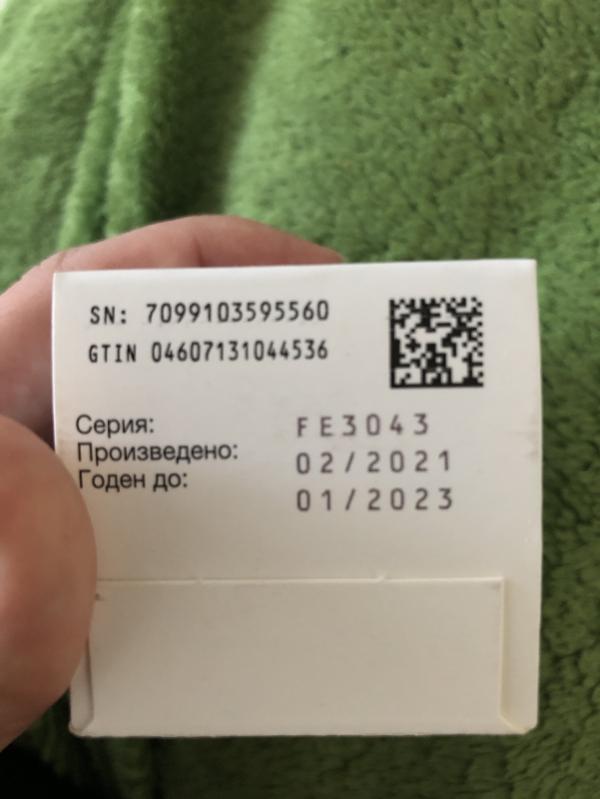 SN: 7099103595560
GTIN 04607131044536
Серия: FE3043
Произведено: 02/2021
Годен до: 01/2023